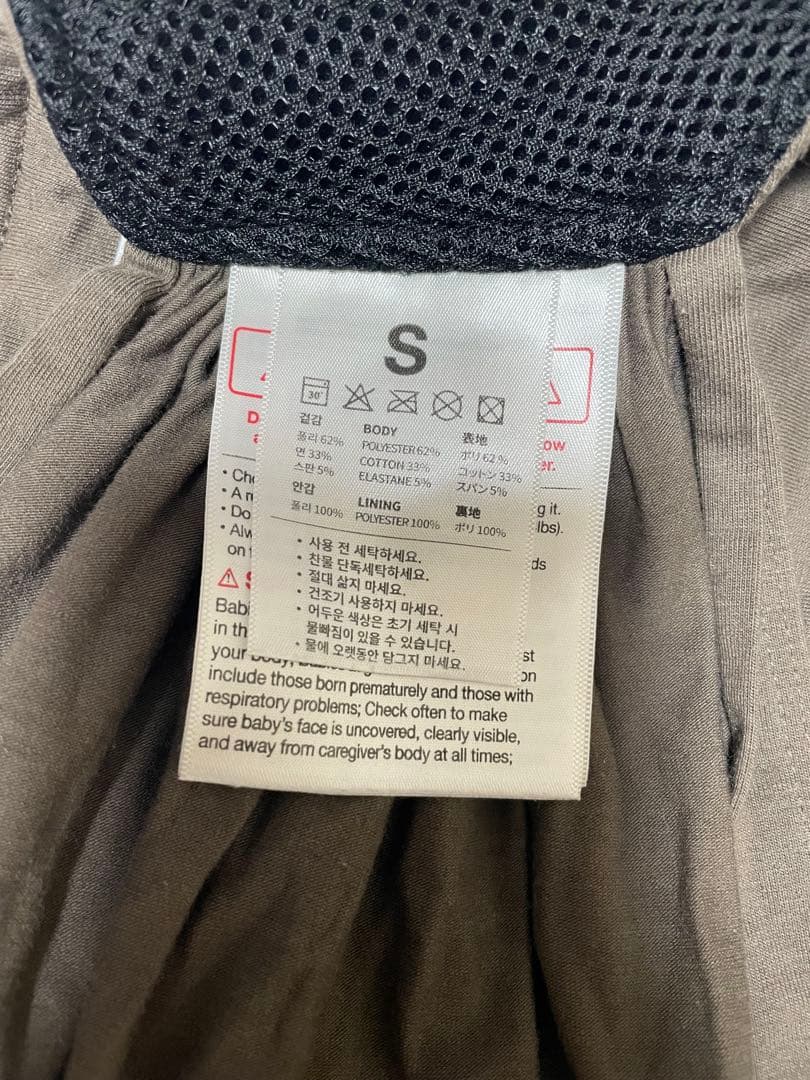 S
30°
겉감
폴리 62%
면 33%
스판 5%
안감
폴리 100%
BODY
POLYESTER 62%
COTTON 33%
ELASTANE 5%
LINING
POLYESTER 100%
表地
ポリ 62 %
コットン 33%
スパン 5%
裏地
ポリ 100%
• 사용 전 세탁하세요.
• 찬물 단독세탁하세요.
• 절대 삶지 마세요.
• 건조기 사용하지 마세요.
• 어두운 색상은 초기 세탁 시
물빠짐이 있을 수 있습니다.
• 물에 오랫동안 담그지 마세요.
g it.
lbs).
• Do
on
Babi
in th
your body,
include those born prematurely and those with
respiratory problems; Check often to make
sure baby's face is uncovered, clearly visible,
and away from caregiver's body at all times;